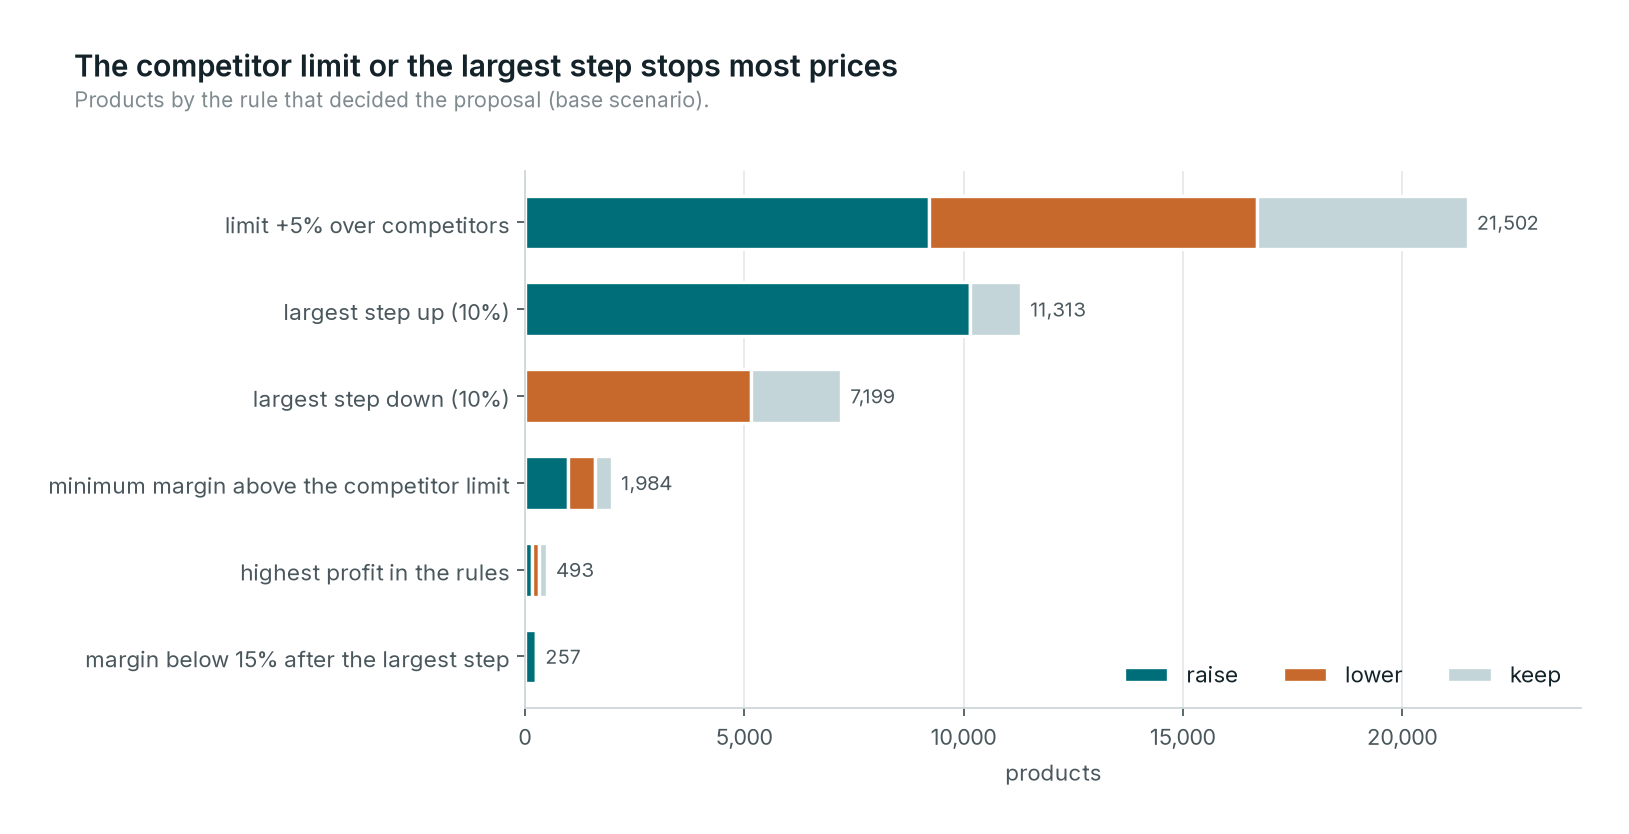 The competitor limit or the largest step stops most prices
Products by the rule that decided the proposal (base scenario).
limit +5% over competitors
21,502
largest step up (10%)
11,313
largest step down (10%)
7,199
minimum margin above the competitor limit
1,984
highest profit in the rules
493
margin below 15% after the largest step
257
raise lower keep
0 5,000 10,000 15,000 20,000
products